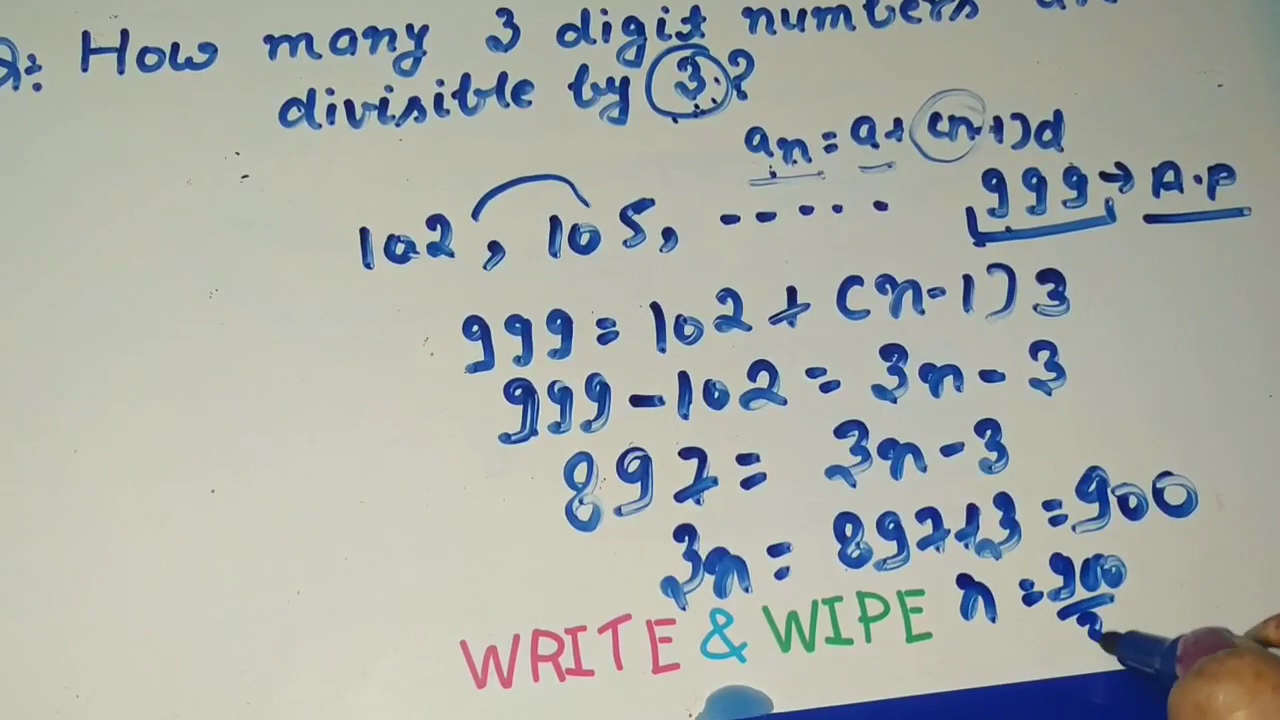 Q: How many 3 digit numbers
divisible by 3?
an = a + (n-1)d
102, 105, ..... 999 → A.P
999 = 102 + (n-1)3
999-102 = 3n-3
897 = 3n-3
3n = 897+3 = 900
n = 900/3
WRITE & WIPE